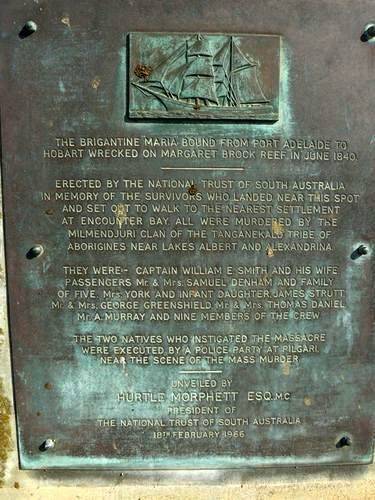 THE BRIGANTINE MARIA BOUND FROM PORT ADELAIDE TO
HOBART WRECKED ON MARGARET BROCK REEF IN JUNE 1840.
ERECTED BY THE NATIONAL TRUST OF SOUTH AUSTRALIA
IN MEMORY OF THE SURVIVORS WHO LANDED NEAR THIS SPOT
AND SET OUT TO WALK TO THE NEAREST SETTLEMENT
AT ENCOUNTER BAY. ALL WERE MURDERED BY THE
MILMENDJURI CLAN OF THE TANGANEKALD TRIBE OF
ABORIGINES NEAR LAKES ALBERT AND ALEXANDRINA.
THEY WERE:- CAPTAIN WILLIAM E. SMITH AND HIS WIFE
PASSENGERS Mr. & Mrs. SAMUEL DENHAM AND FAMILY
OF FIVE. Mrs. YORK AND INFANT DAUGHTER. JAMES STRUTT
Mr. & Mrs. GEORGE GREENSHIELD. Mr. & Mrs. THOMAS DANIEL
Mr. A. MURRAY AND NINE MEMBERS OF THE CREW
THE TWO NATIVES WHO INSTIGATED THE MASSACRE
WERE EXECUTED BY A POLICE PARTY AT PILGARI,
NEAR THE SCENE OF THE MASS MURDER
UNVEILED BY
HURTLE MORPHETT ESQ. M.C
PRESIDENT OF
THE NATIONAL TRUST OF SOUTH AUSTRALIA
18TH FEBRUARY 1966